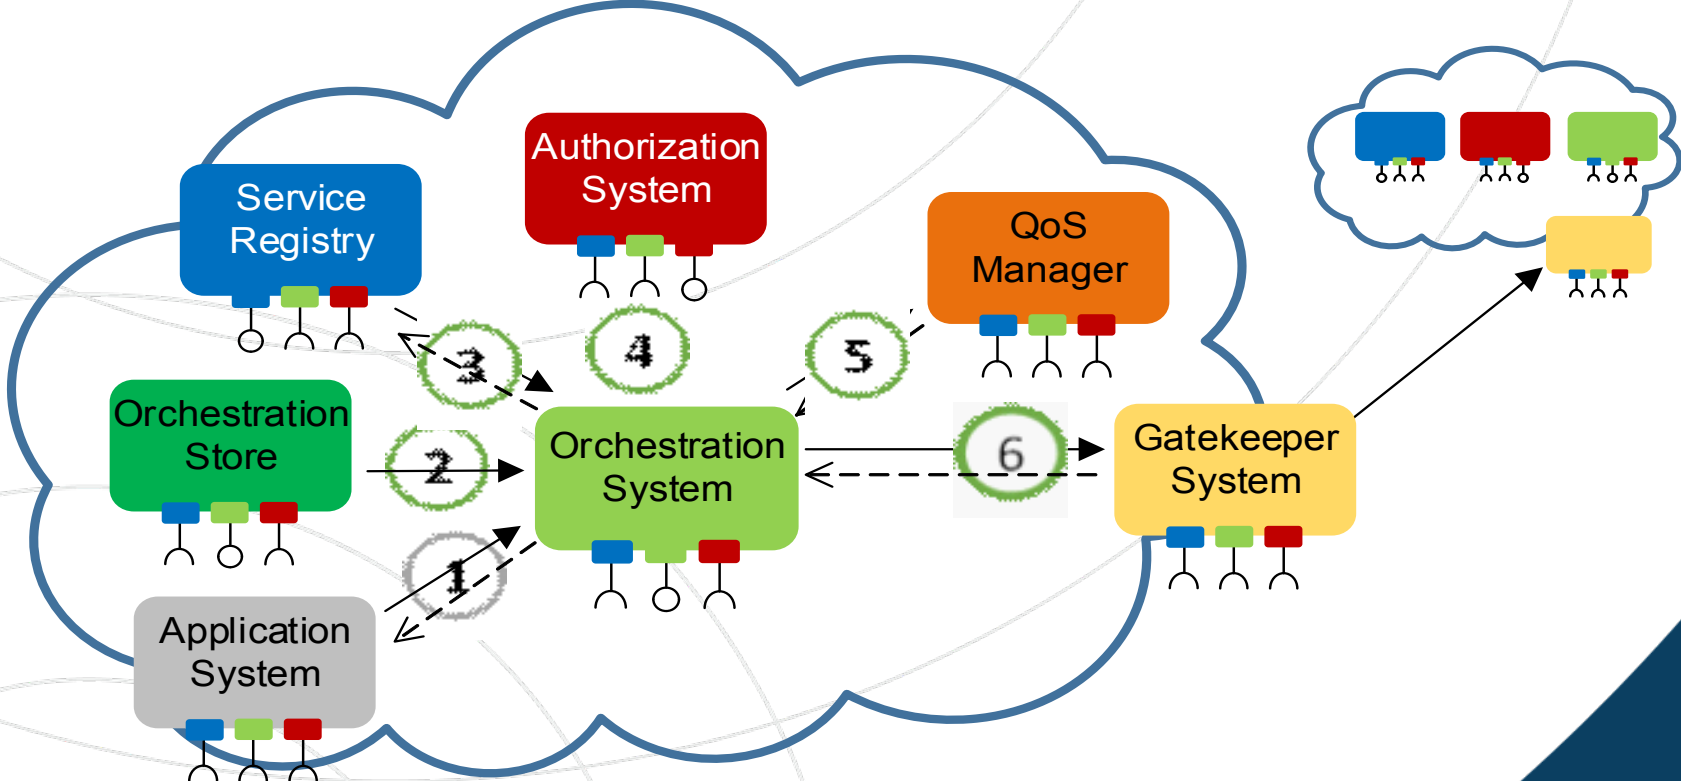 Authorization
System
Service
Registry
QoS
Manager
4
5
3
Orchestration
Store
2
Orchestration
System
6
Gatekeeper
System
1
Application
System